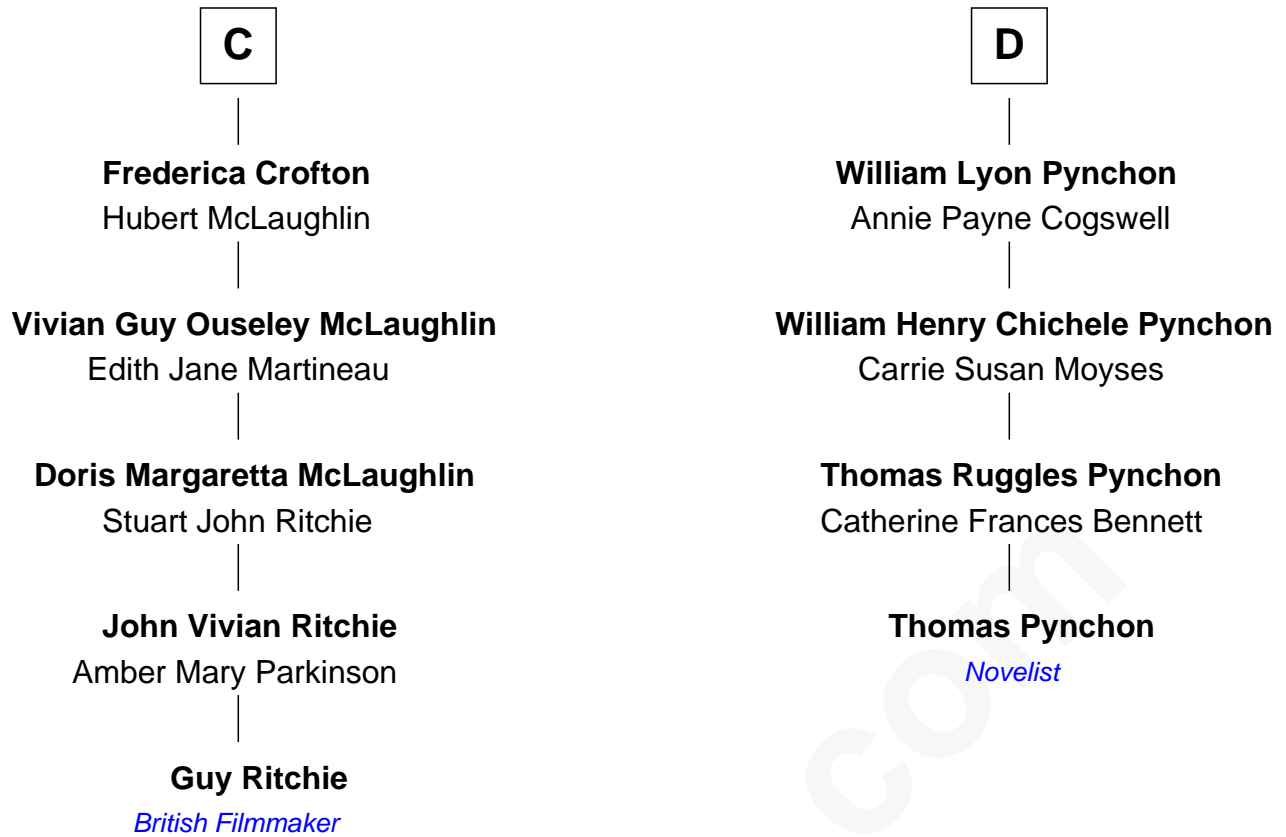 C
Frederica Crofton
Hubert McLaughlin
Vivian Guy Ouseley McLaughlin
Edith Jane Martineau
Doris Margaretta McLaughlin
Stuart John Ritchie
John Vivian Ritchie
Amber Mary Parkinson
Guy Ritchie
British Filmmaker
D
William Lyon Pynchon
Annie Payne Cogswell
William Henry Chichele Pynchon
Carrie Susan Moyses
Thomas Ruggles Pynchon
Catherine Frances Bennett
Thomas Pynchon
Novelist
com